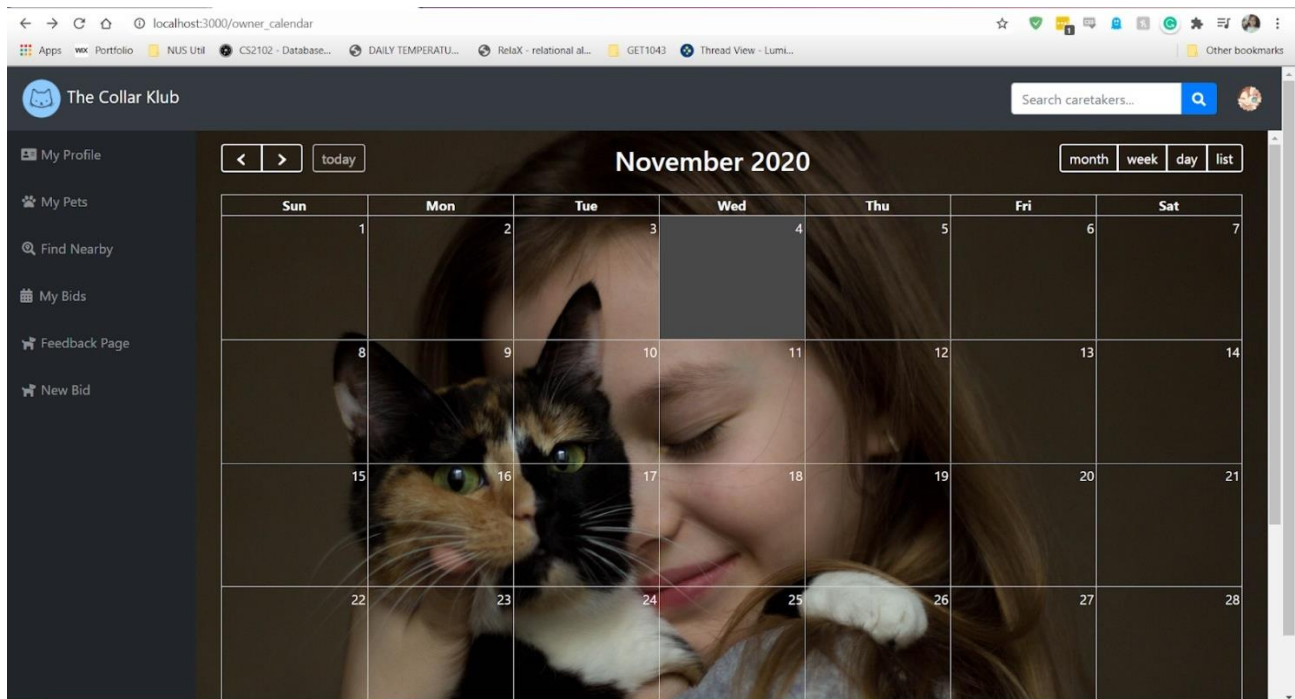 localhost:3000/owner_calendar
Apps WIX Portfolio NUS Util CS2102 - Database... DAILY TEMPERATU... RelaX - relational al... GET1043 Thread View - Lumi... Other bookmarks
The Collar Klub Search caretakers...
My Profile
My Pets
Find Nearby
My Bids
Feedback Page
New Bid
< > today November 2020 month week day list
Sun Mon Tue Wed Thu Fri Sat
1 2 3 4 5 6 7
8 9 10 11 12 13 14
15 16 17 18 19 20 21
22 23 24 25 26 27 28